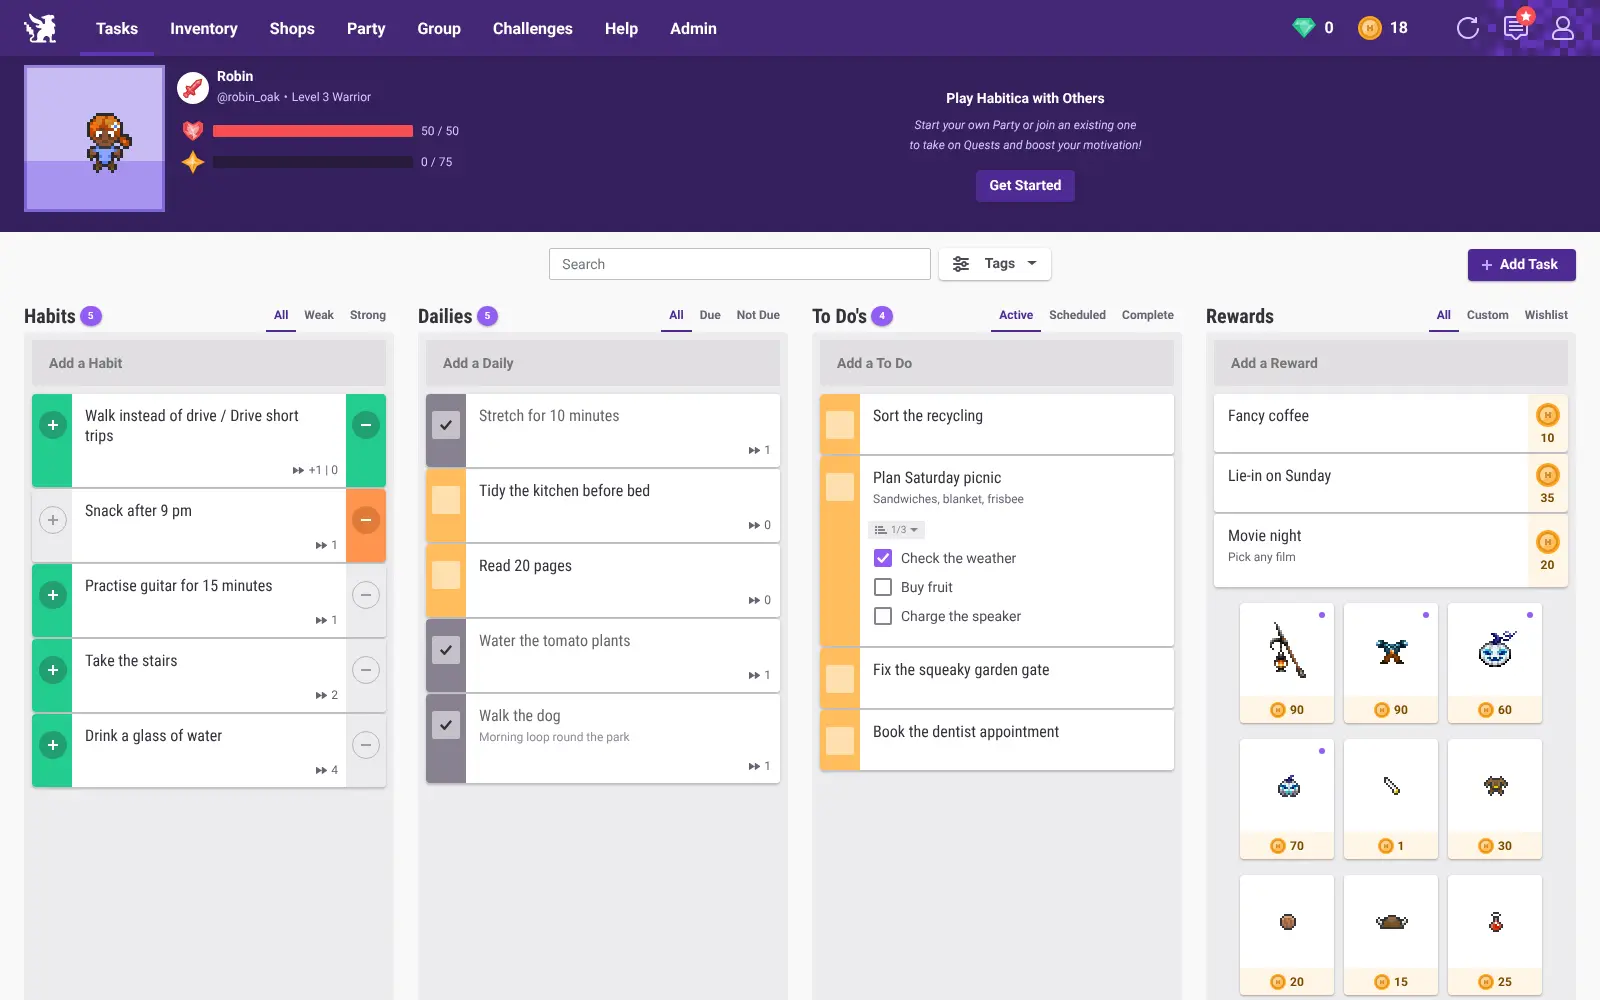 Tasks Inventory Shops Party Group Challenges Help Admin
0 18
Robin
@robin_oak • Level 3 Warrior
50 / 50
0 / 75
Play Habitica with Others
Start your own Party or join an existing one
to take on Quests and boost your motivation!
Get Started
Search
Tags
+ Add Task
Habits 5
All Weak Strong
Add a Habit
Walk instead of drive / Drive short
trips
+1 | 0
Snack after 9 pm
1
Practise guitar for 15 minutes
1
Take the stairs
2
Drink a glass of water
4
Dailies 5
All Due Not Due
Add a Daily
Stretch for 10 minutes
1
Tidy the kitchen before bed
0
Read 20 pages
0
Water the tomato plants
1
Walk the dog
Morning loop round the park
1
To Do's 4
Active Scheduled Complete
Add a To Do
Sort the recycling
Plan Saturday picnic
Sandwiches, blanket, frisbee
1/3
Check the weather
Buy fruit
Charge the speaker
Fix the squeaky garden gate
Book the dentist appointment
Rewards
All Custom Wishlist
Add a Reward
Fancy coffee
10
Lie-in on Sunday
35
Movie night
Pick any film
20
90 90 60
70 1 30
20 15 25